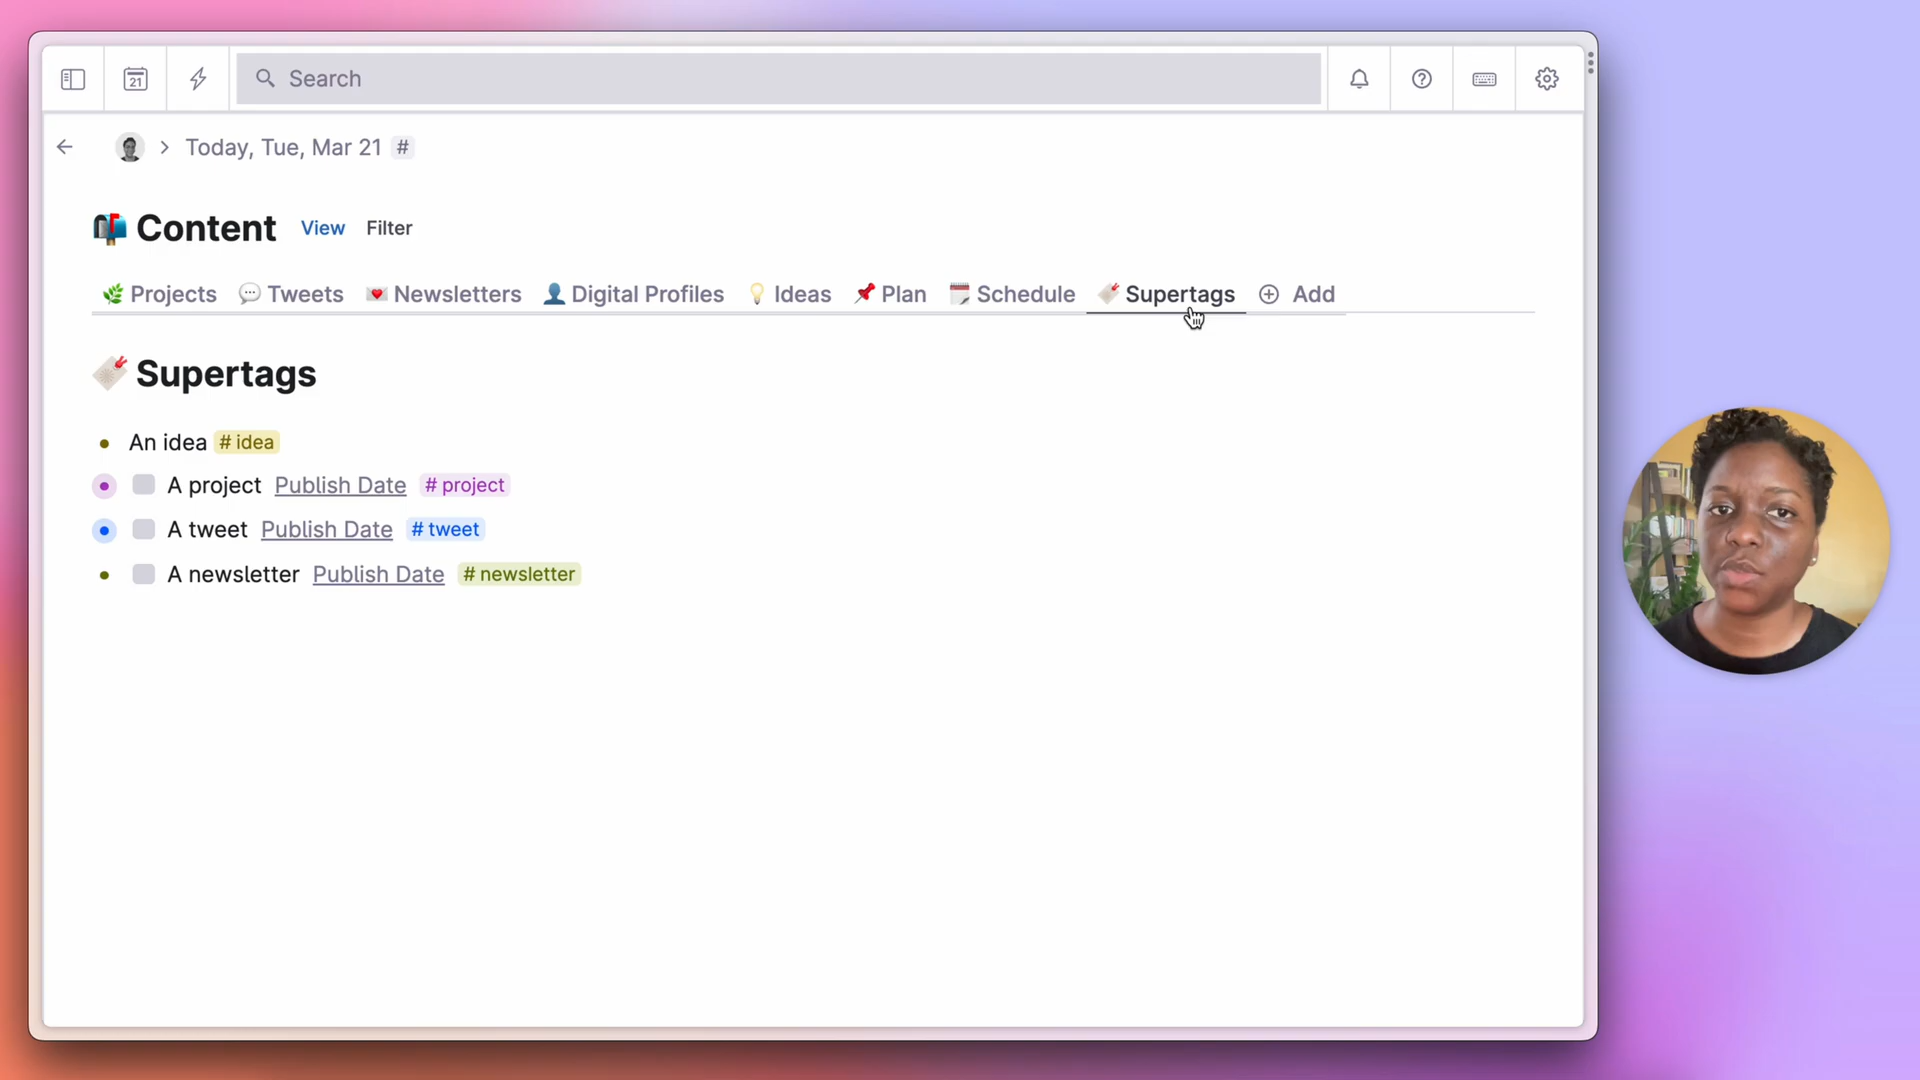 21 Search
Today, Tue, Mar 21 #
Content View Filter
Projects Tweets Newsletters Digital Profiles Ideas Plan Schedule Supertags Add
Supertags
An idea # idea
A project Publish Date # project
A tweet Publish Date # tweet
A newsletter Publish Date # newsletter